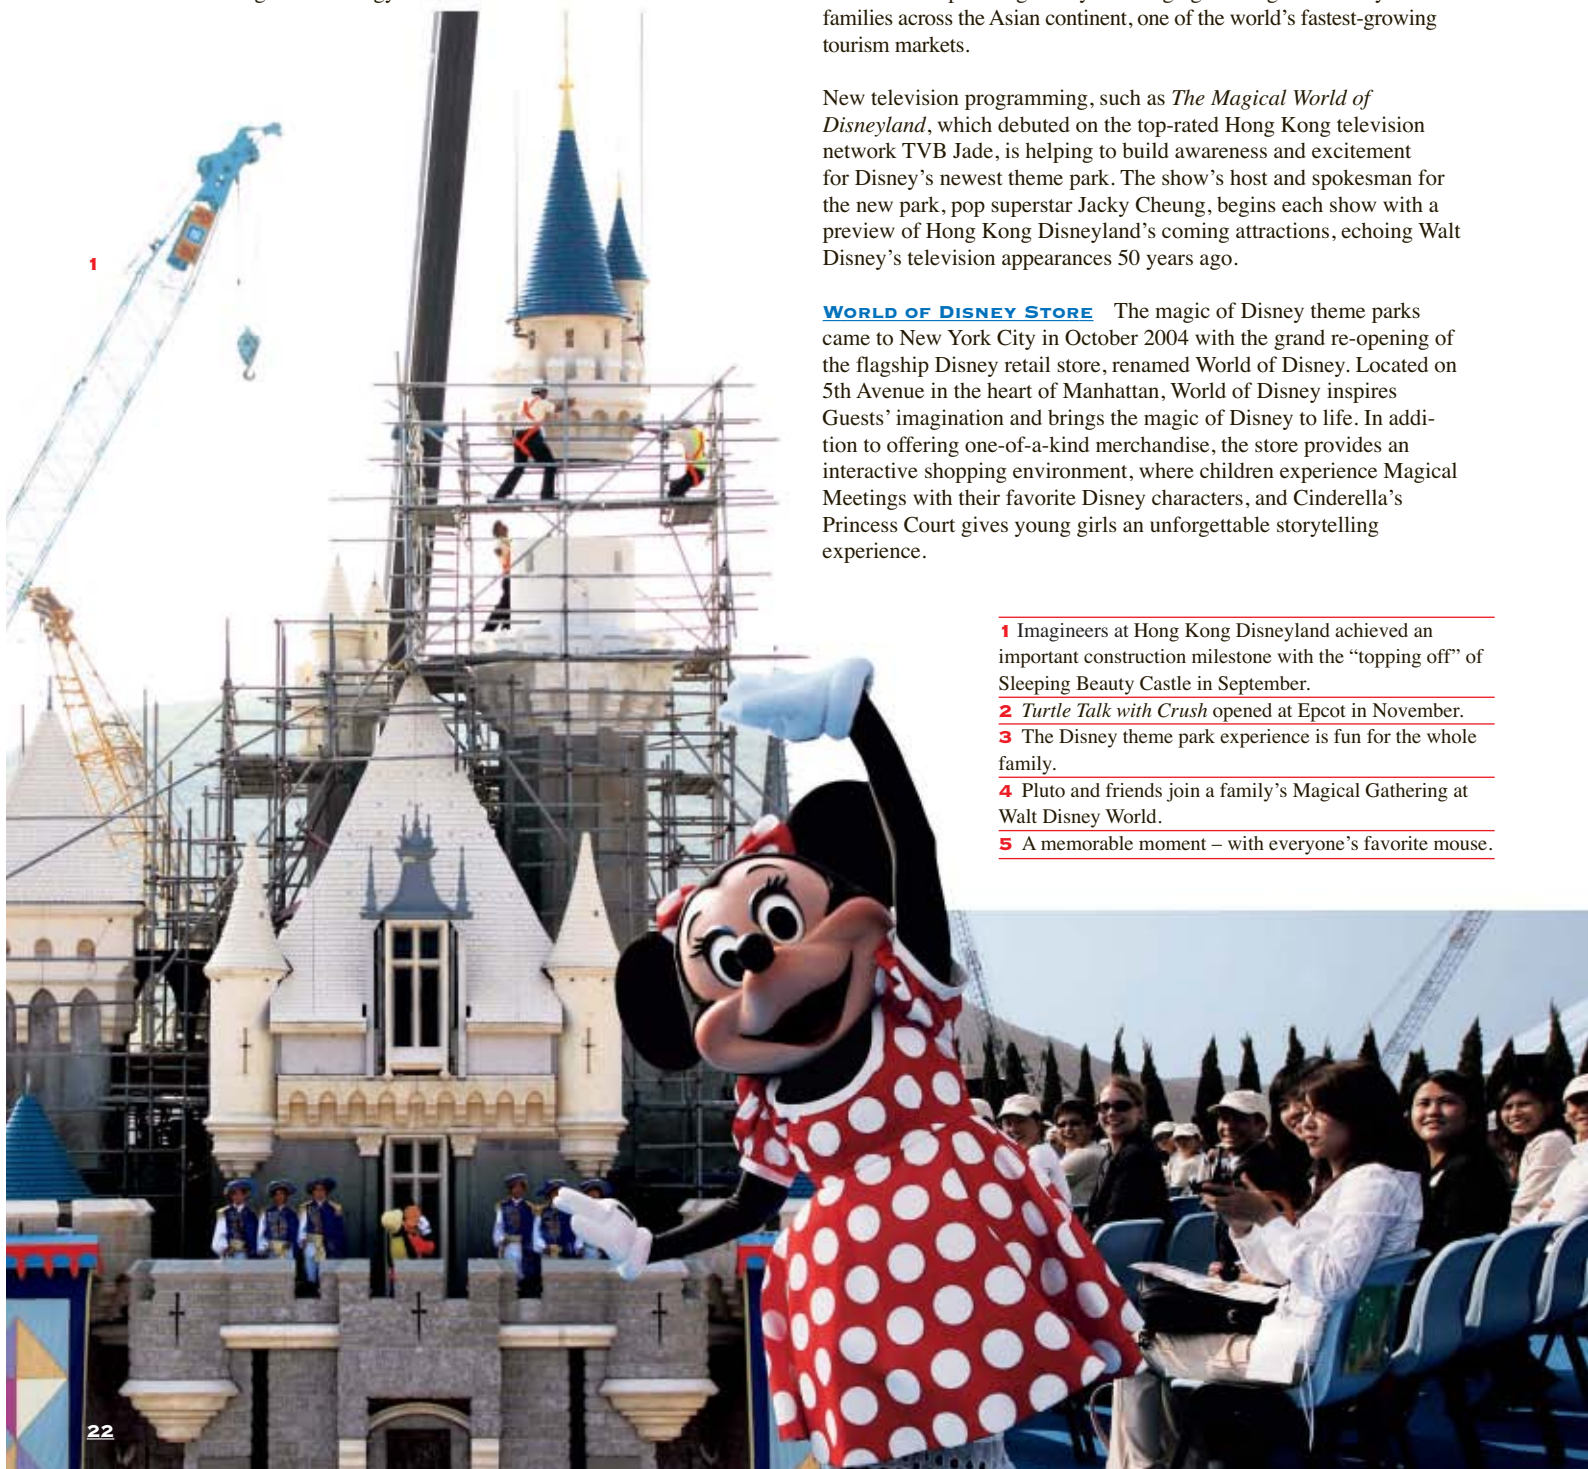 families across the Asian continent, one of the world's fastest-growing
tourism markets.
New television programming, such as The Magical World of
Disneyland, which debuted on the top-rated Hong Kong television
network TVB Jade, is helping to build awareness and excitement
for Disney's newest theme park. The show's host and spokesman for
the new park, pop superstar Jacky Cheung, begins each show with a
preview of Hong Kong Disneyland's coming attractions, echoing Walt
Disney's television appearances 50 years ago.
WORLD OF DISNEY STORE The magic of Disney theme parks
came to New York City in October 2004 with the grand re-opening of
the flagship Disney retail store, renamed World of Disney. Located on
5th Avenue in the heart of Manhattan, World of Disney inspires
Guests' imagination and brings the magic of Disney to life. In addi-
tion to offering one-of-a-kind merchandise, the store provides an
interactive shopping environment, where children experience Magical
Meetings with their favorite Disney characters, and Cinderella's
Princess Court gives young girls an unforgettable storytelling
experience.
1
1 Imagineers at Hong Kong Disneyland achieved an
important construction milestone with the “topping off” of
Sleeping Beauty Castle in September.
2 Turtle Talk with Crush opened at Epcot in November.
3 The Disney theme park experience is fun for the whole
family.
4 Pluto and friends join a family's Magical Gathering at
Walt Disney World.
5 A memorable moment – with everyone's favorite mouse.
22